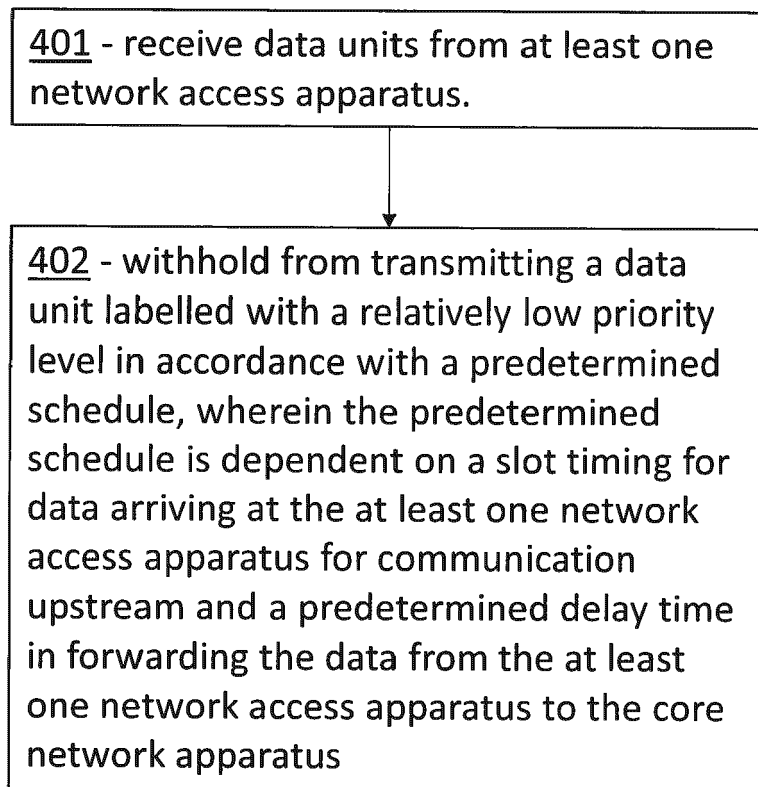 401 - receive data units from at least one
network access apparatus.
402 - withhold from transmitting a data
unit labelled with a relatively low priority
level in accordance with a predetermined
schedule, wherein the predetermined
schedule is dependent on a slot timing for
data arriving at the at least one network
access apparatus for communication
upstream and a predetermined delay time
in forwarding the data from the at least
one network access apparatus to the core
network apparatus